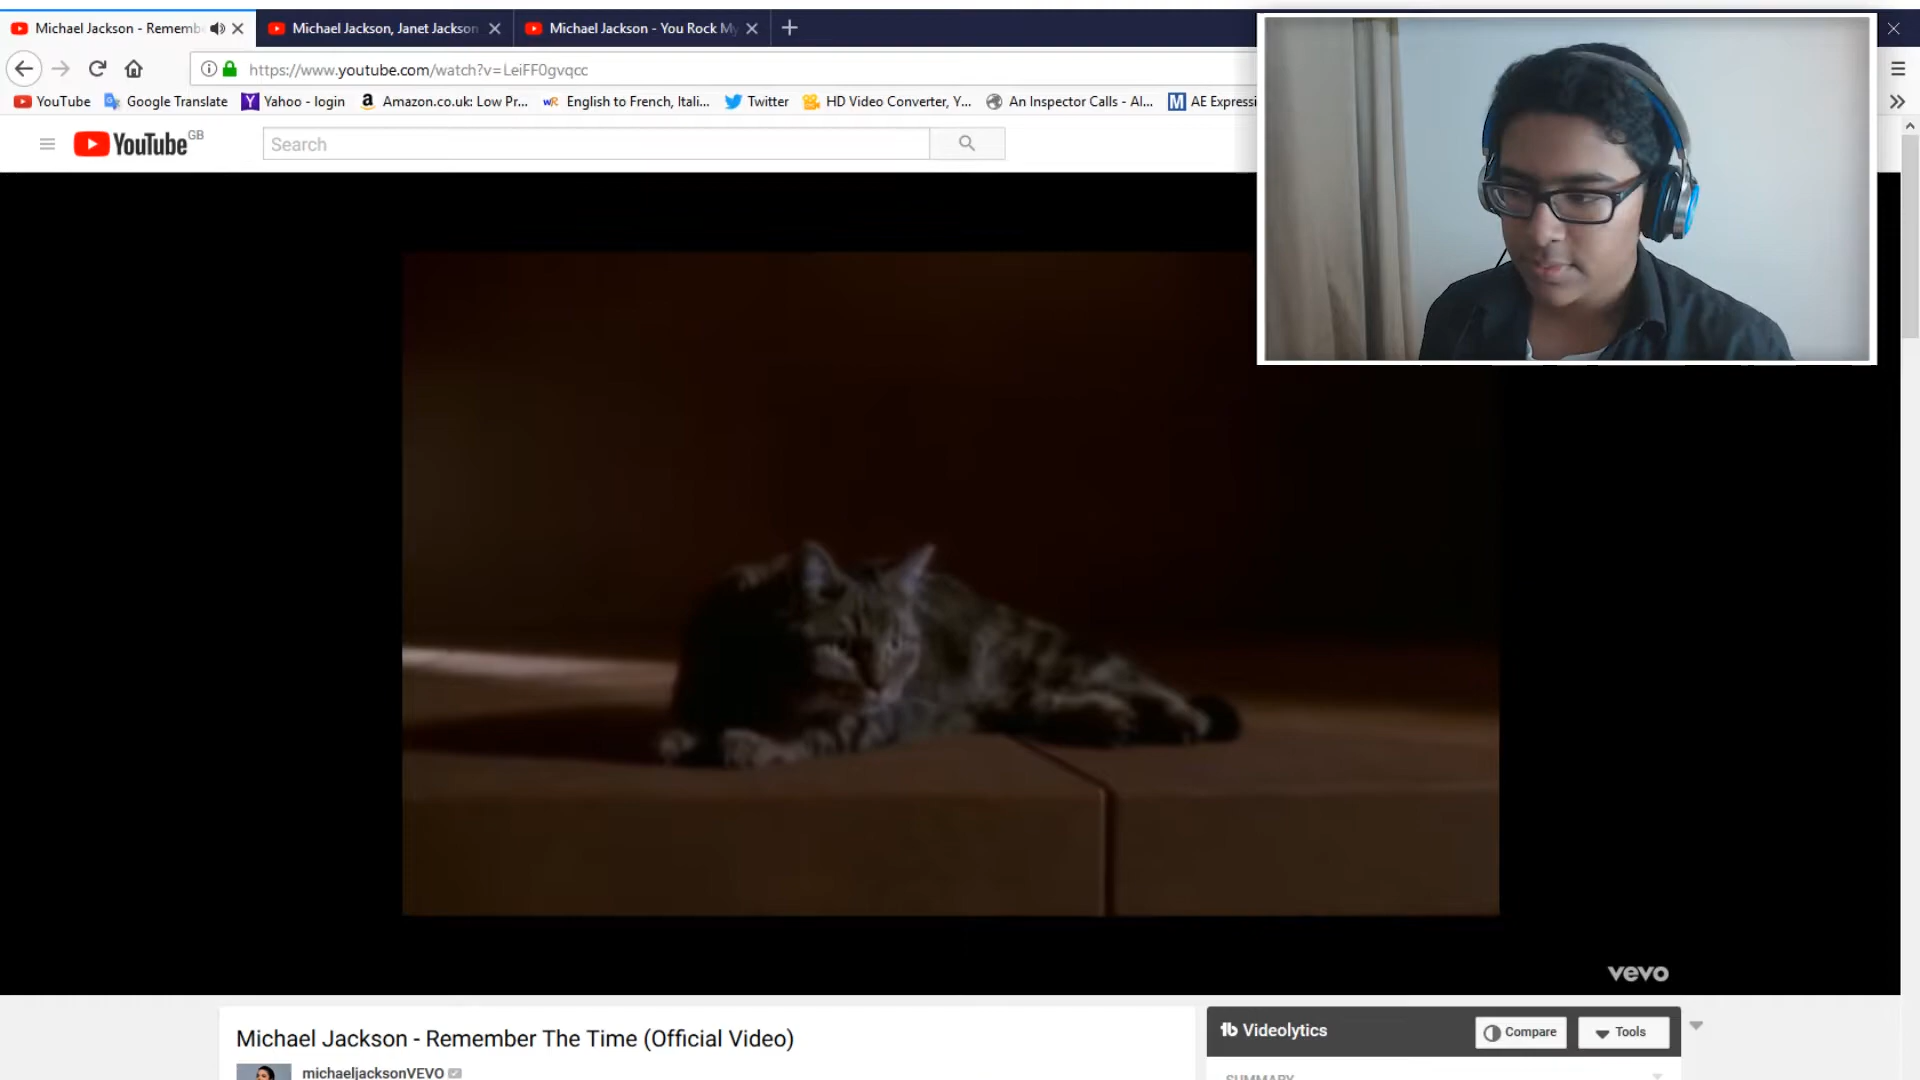 Michael Jackson - Rememb
Michael Jackson, Janet Jackson
Michael Jackson - You Rock My
https://www.youtube.com/watch?v=LeiFF0gvqcc
YouTube
Google Translate
Yahoo - login
Amazon.co.uk: Low Pr...
English to French, Itali...
Twitter
HD Video Converter, Y...
An Inspector Calls - Al...
AE Expressi
YouTube GB
Search
vevo
Michael Jackson - Remember The Time (Official Video)
michaeljacksonVEVO
Videolytics
Compare
Tools
SUMMARY